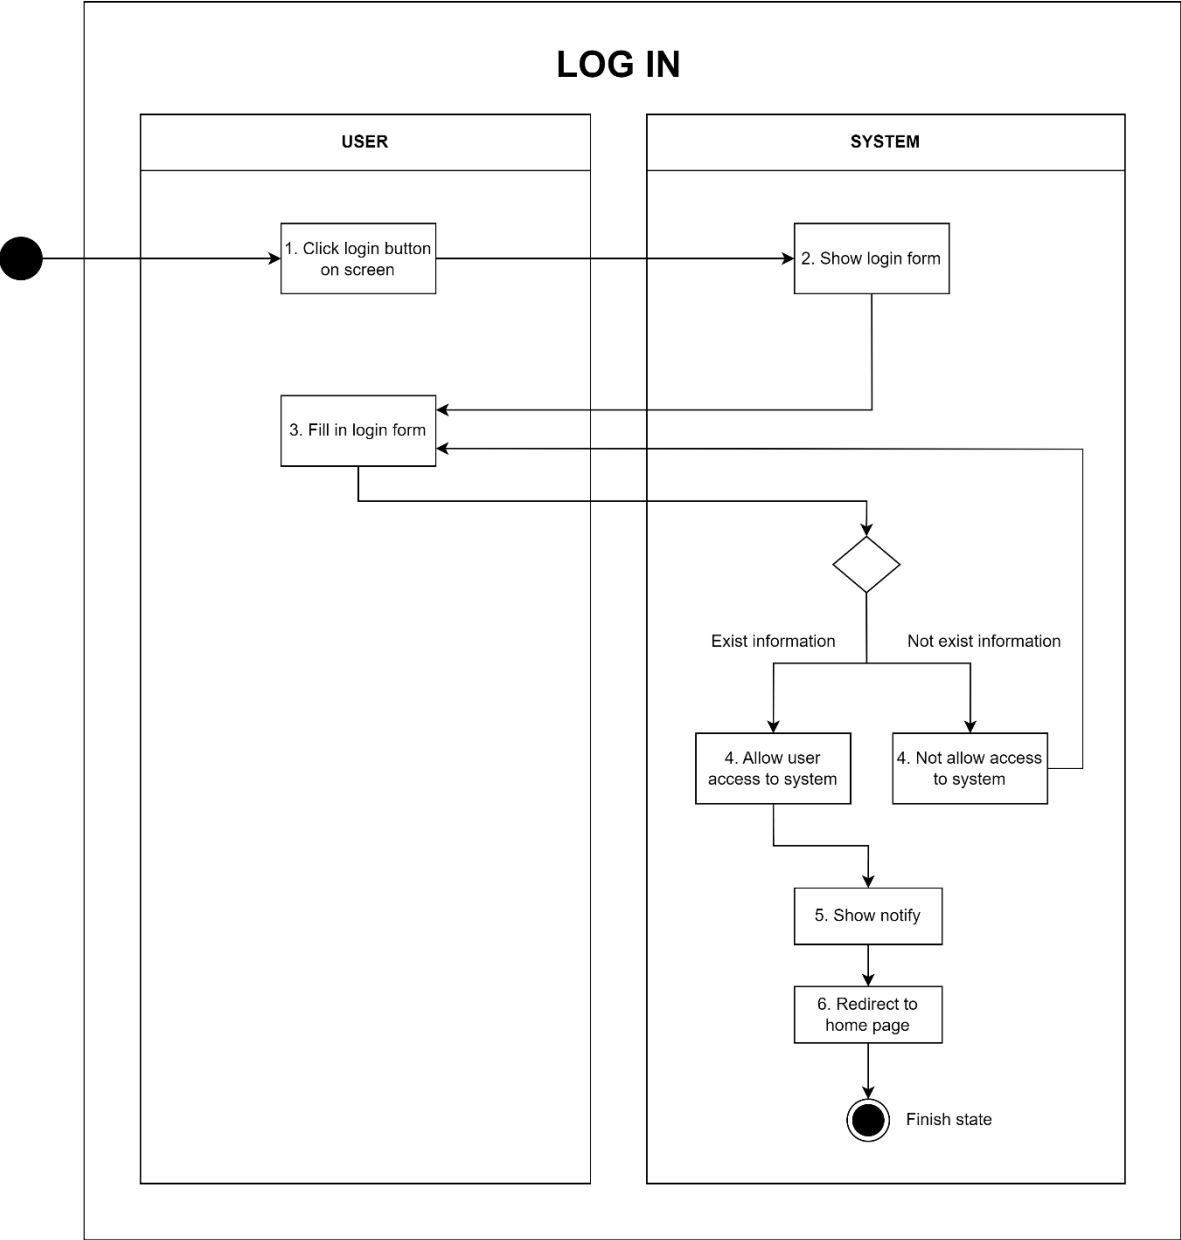 LOG IN
USER
SYSTEM
1. Click login button
on screen
2. Show login form
3. Fill in login form
Exist information
Not exist information
4. Allow user
access to system
4. Not allow access
to system
5. Show notify
6. Redirect to
home page
Finish state